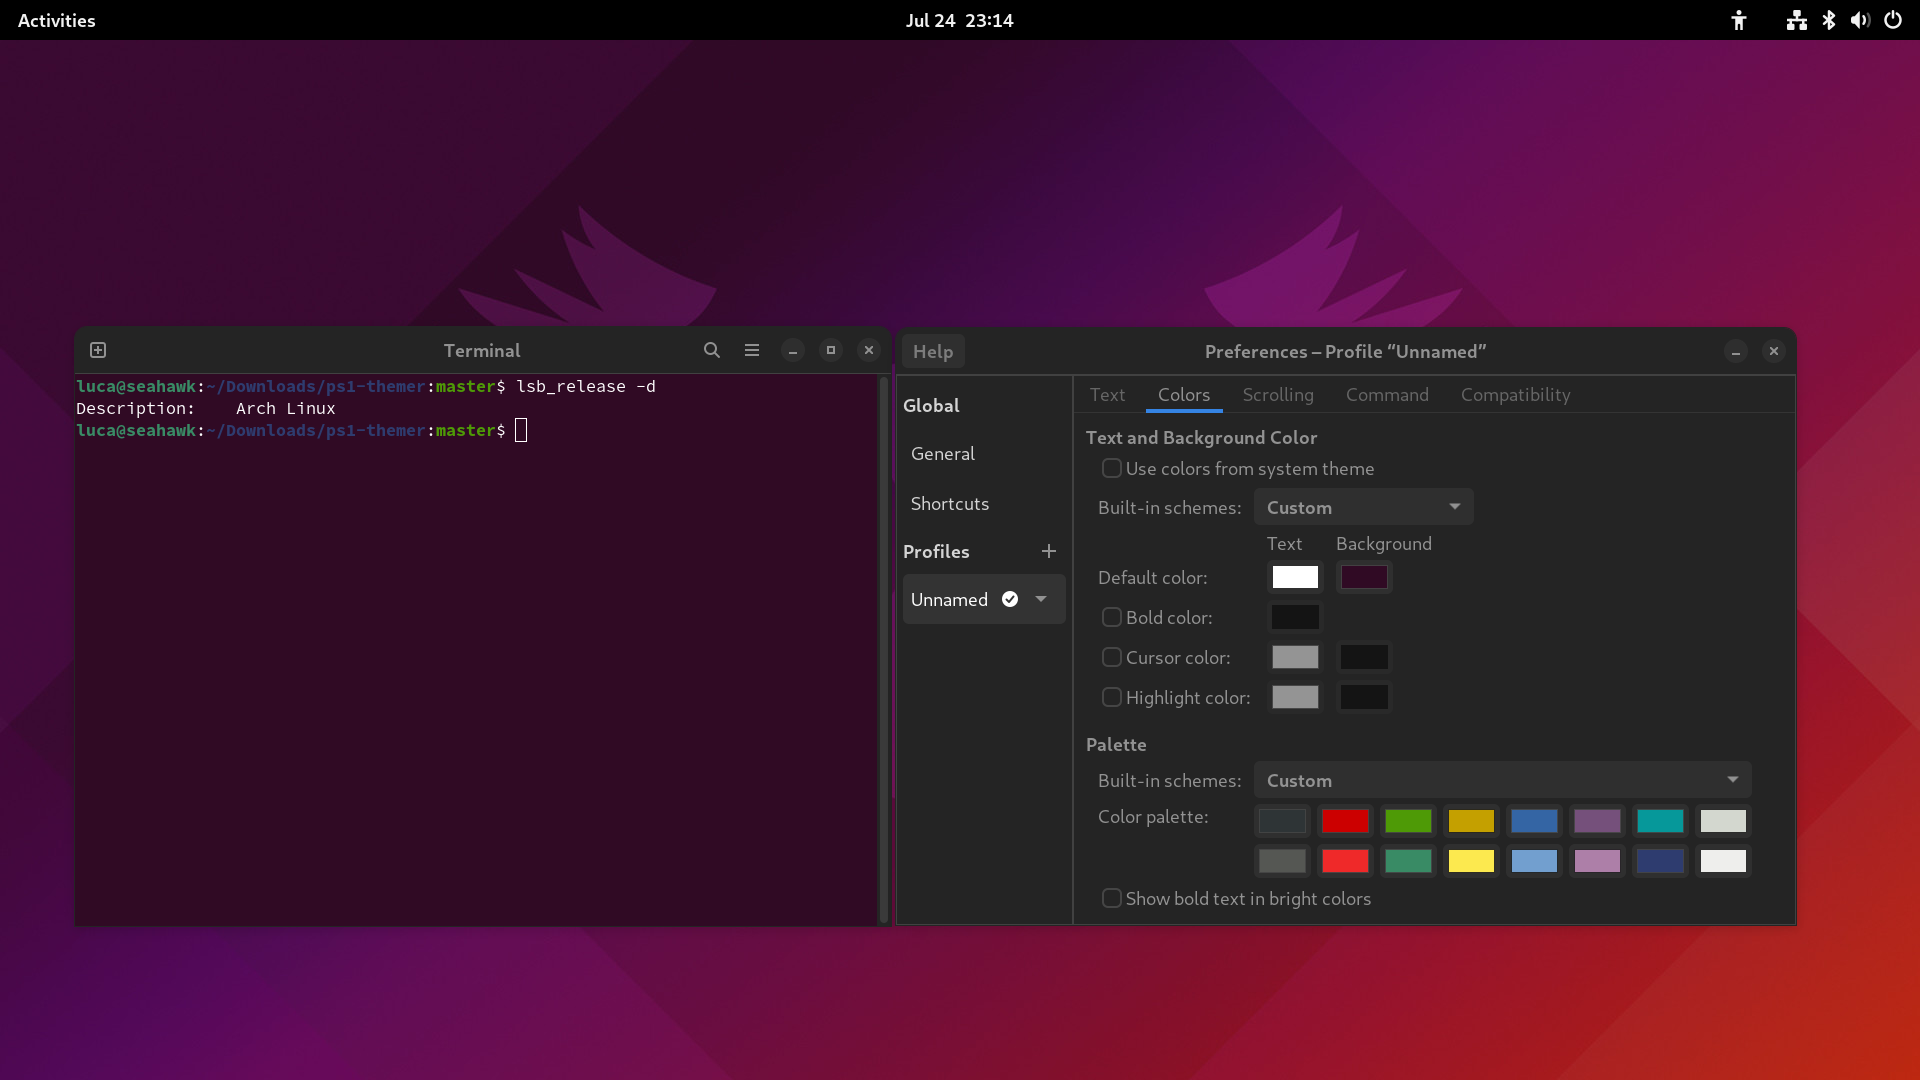 Activities
Jul 24  23:14
Terminal
luca@seahawk:~/Downloads/ps1-themer:master$ lsb_release -d
Description:    Arch Linux
luca@seahawk:~/Downloads/ps1-themer:master$
Help
Preferences – Profile “Unnamed”
Global
General
Shortcuts
Profiles
Unnamed
Text Colors Scrolling Command Compatibility
Text and Background Color
Use colors from system theme
Built-in schemes: Custom
Text Background
Default color:
Bold color:
Cursor color:
Highlight color:
Palette
Built-in schemes: Custom
Color palette:
Show bold text in bright colors